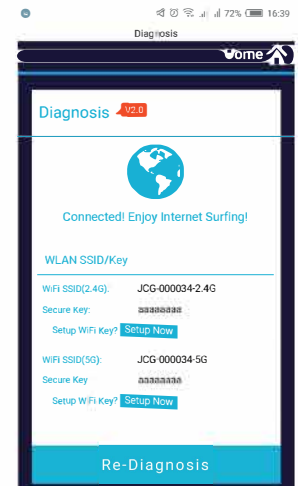 72% 16:39
Diagnosis
Home
Diagnosis V2.0
Connected! Enjoy Internet Surfing!
WLAN SSID/Key
WiFi SSID(2.4G): JCG-000034-2.4G
Secure Key: aaaaaaaa
Setup WiFi Key? Setup Now
WiFi SSID(5G): JCG-000034-5G
Secure Key aaaaaaaa
Setup WiFi Key? Setup Now
Re-Diagnosis